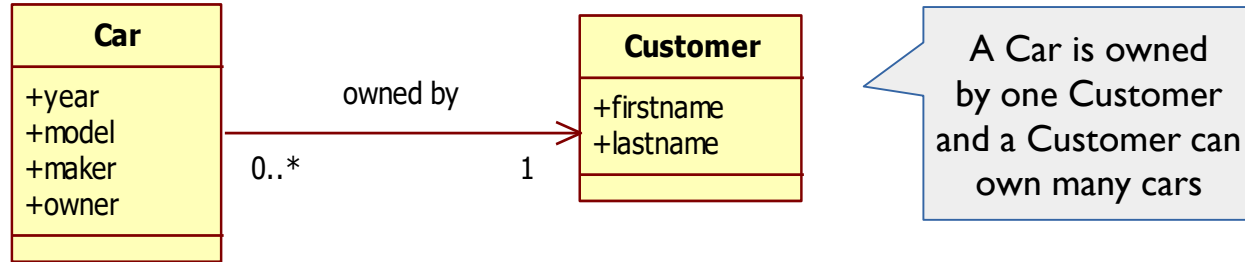 Car
+year
+model
+maker
+owner
owned by
0..*
1
Customer
+firstname
+lastname
A Car is owned
by one Customer
and a Customer can
own many cars